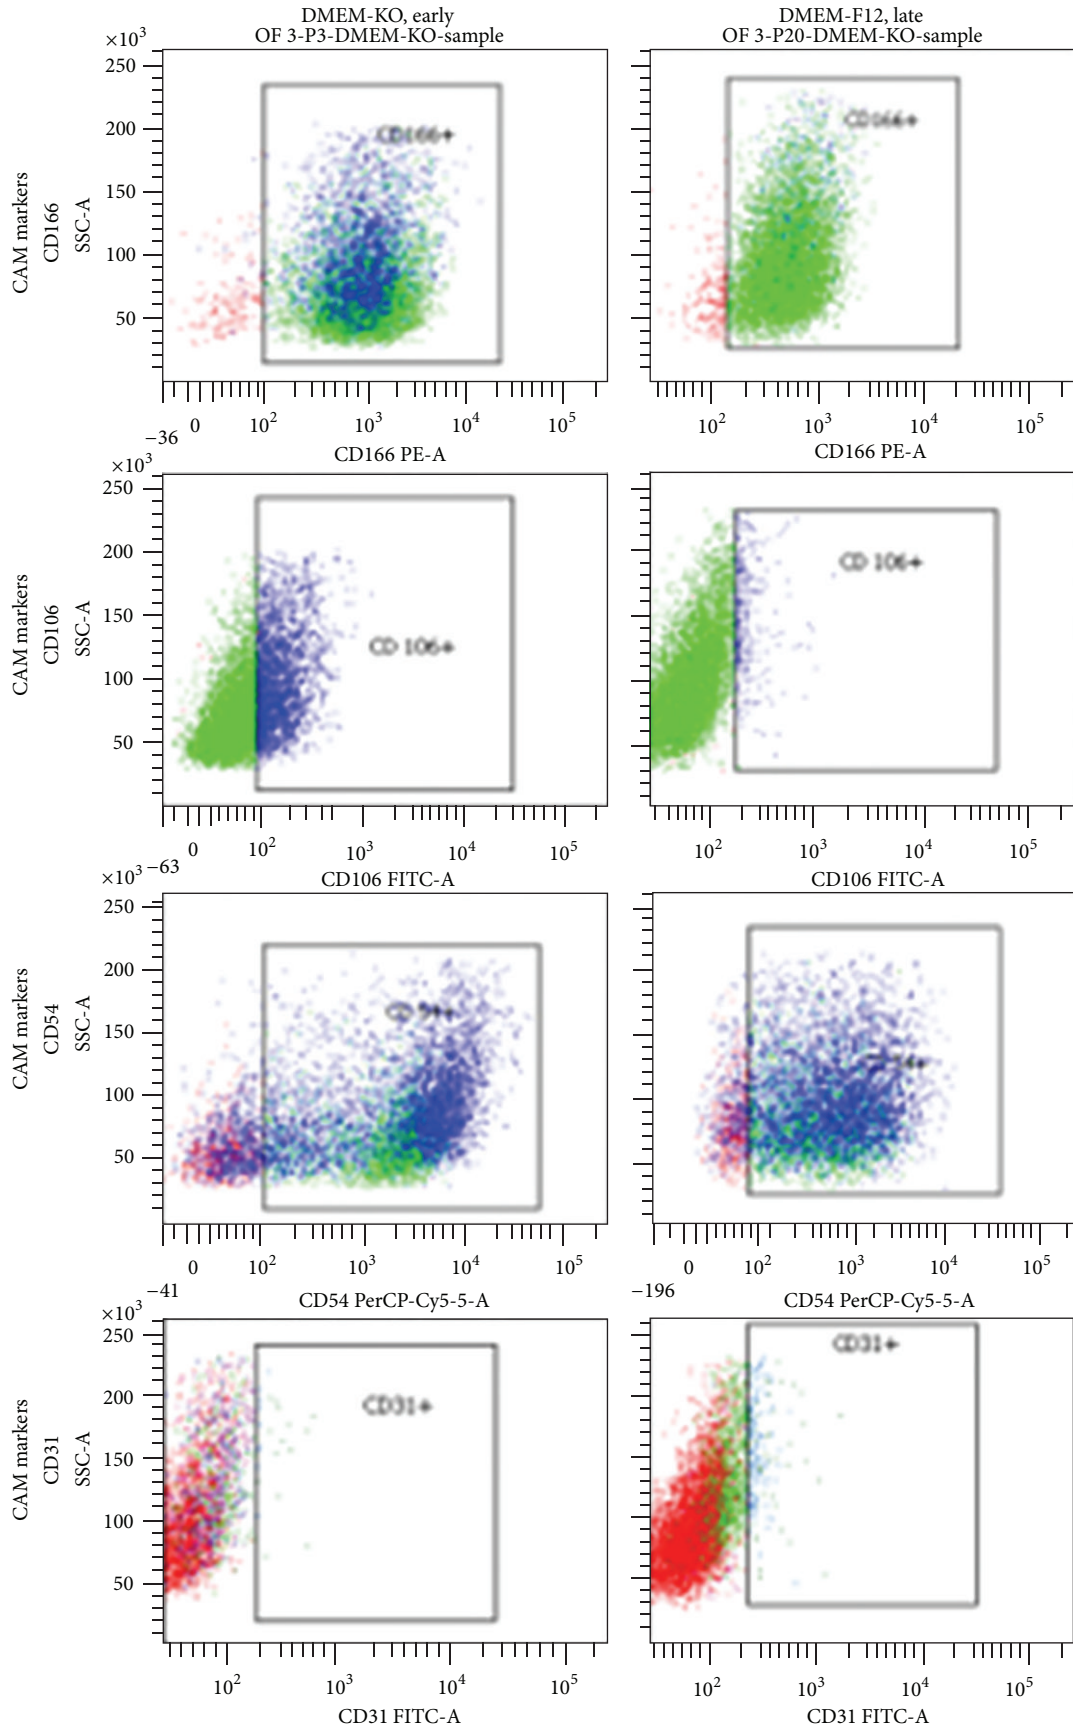 DMEM-KO, early
OF 3-P3-DMEM-KO-sample
DMEM-F12, late
OF 3-P20-DMEM-KO-sample
×10³
250
200
150
100
50
CAM markers
CD166
SSC-A
CD166+
CD166+
0 10² 10³ 10⁴ 10⁵
10² 10³ 10⁴ 10⁵
−36
CD166 PE-A
CD166 PE-A
×10³
250
200
150
100
50
CAM markers
CD106
SSC-A
CD 106+
CD 106+
0 10² 10³ 10⁴ 10⁵
10² 10³ 10⁴ 10⁵
−63
CD106 FITC-A
CD106 FITC-A
×10³
250
200
150
100
50
CAM markers
CD54
SSC-A
CD 54+
0 10² 10³ 10⁴ 10⁵
0 10² 10³ 10⁴ 10⁵
−41
−196
CD54 PerCP-Cy5-5-A
CD54 PerCP-Cy5-5-A
×10³
250
200
150
100
50
CAM markers
CD31
SSC-A
CD31+
CD31+
10² 10³ 10⁴ 10⁵
10² 10³ 10⁴ 10⁵
CD31 FITC-A
CD31 FITC-A